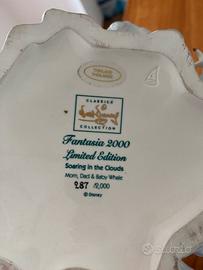 CLASSICS
Walt Disney
COLLECTION
Fantasia 2000
Limited Edition
Soaring in the Clouds
Mom, Dad & Baby Whale
287 /2,000
© Disney